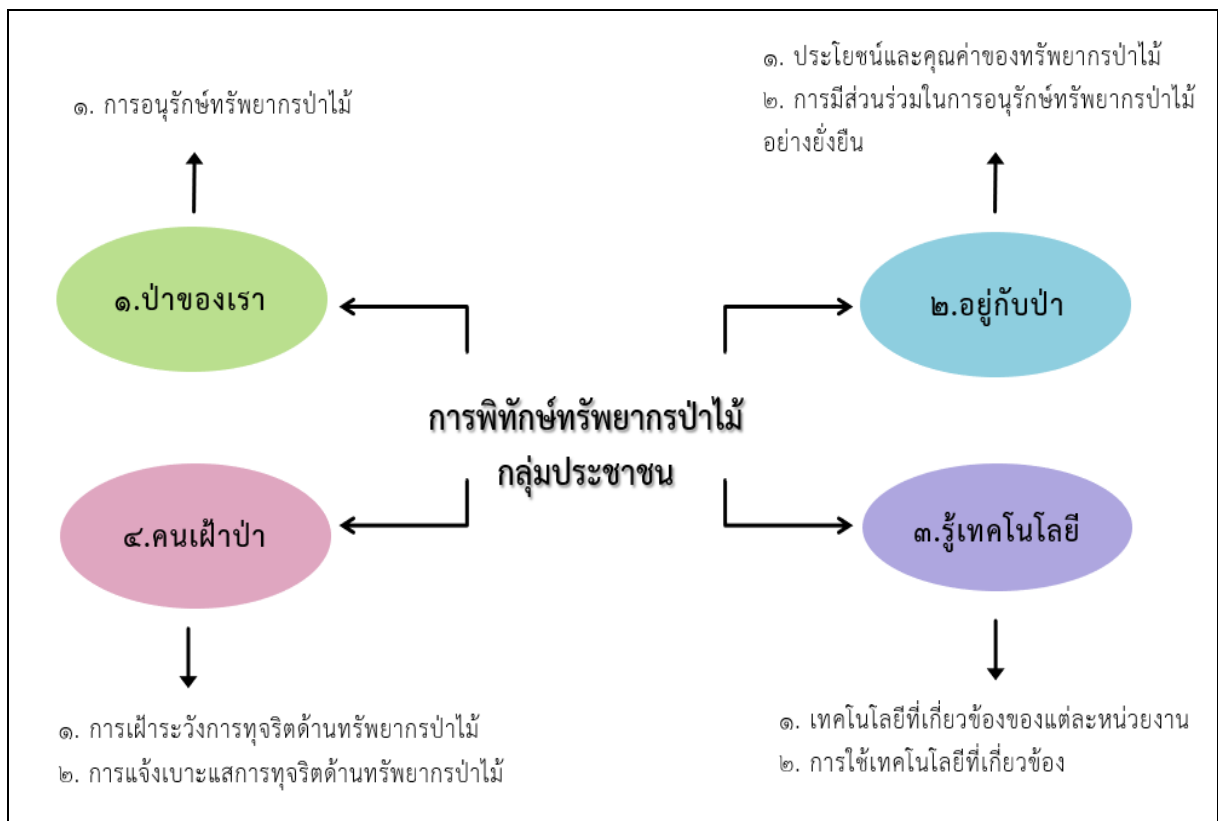 ๑. การอนุรักษ์ทรัพยากรป่าไม้
๑. ประโยชน์และคุณค่าของทรัพยากรป่าไม้
๒. การมีส่วนร่วมในการอนุรักษ์ทรัพยากรป่าไม้
อย่างยั่งยืน
๑.ป่าของเรา
๒.อยู่กับป่า
การพิทักษ์ทรัพยากรป่าไม้
กลุ่มประชาชน
๔.คนเฝ้าป่า
๓.รู้เทคโนโลยี
๑. การเฝ้าระวังการทุจริตด้านทรัพยากรป่าไม้
๒. การแจ้งเบาะแสการทุจริตด้านทรัพยากรป่าไม้
๑. เทคโนโลยีที่เกี่ยวข้องของแต่ละหน่วยงาน
๒. การใช้เทคโนโลยีที่เกี่ยวข้อง